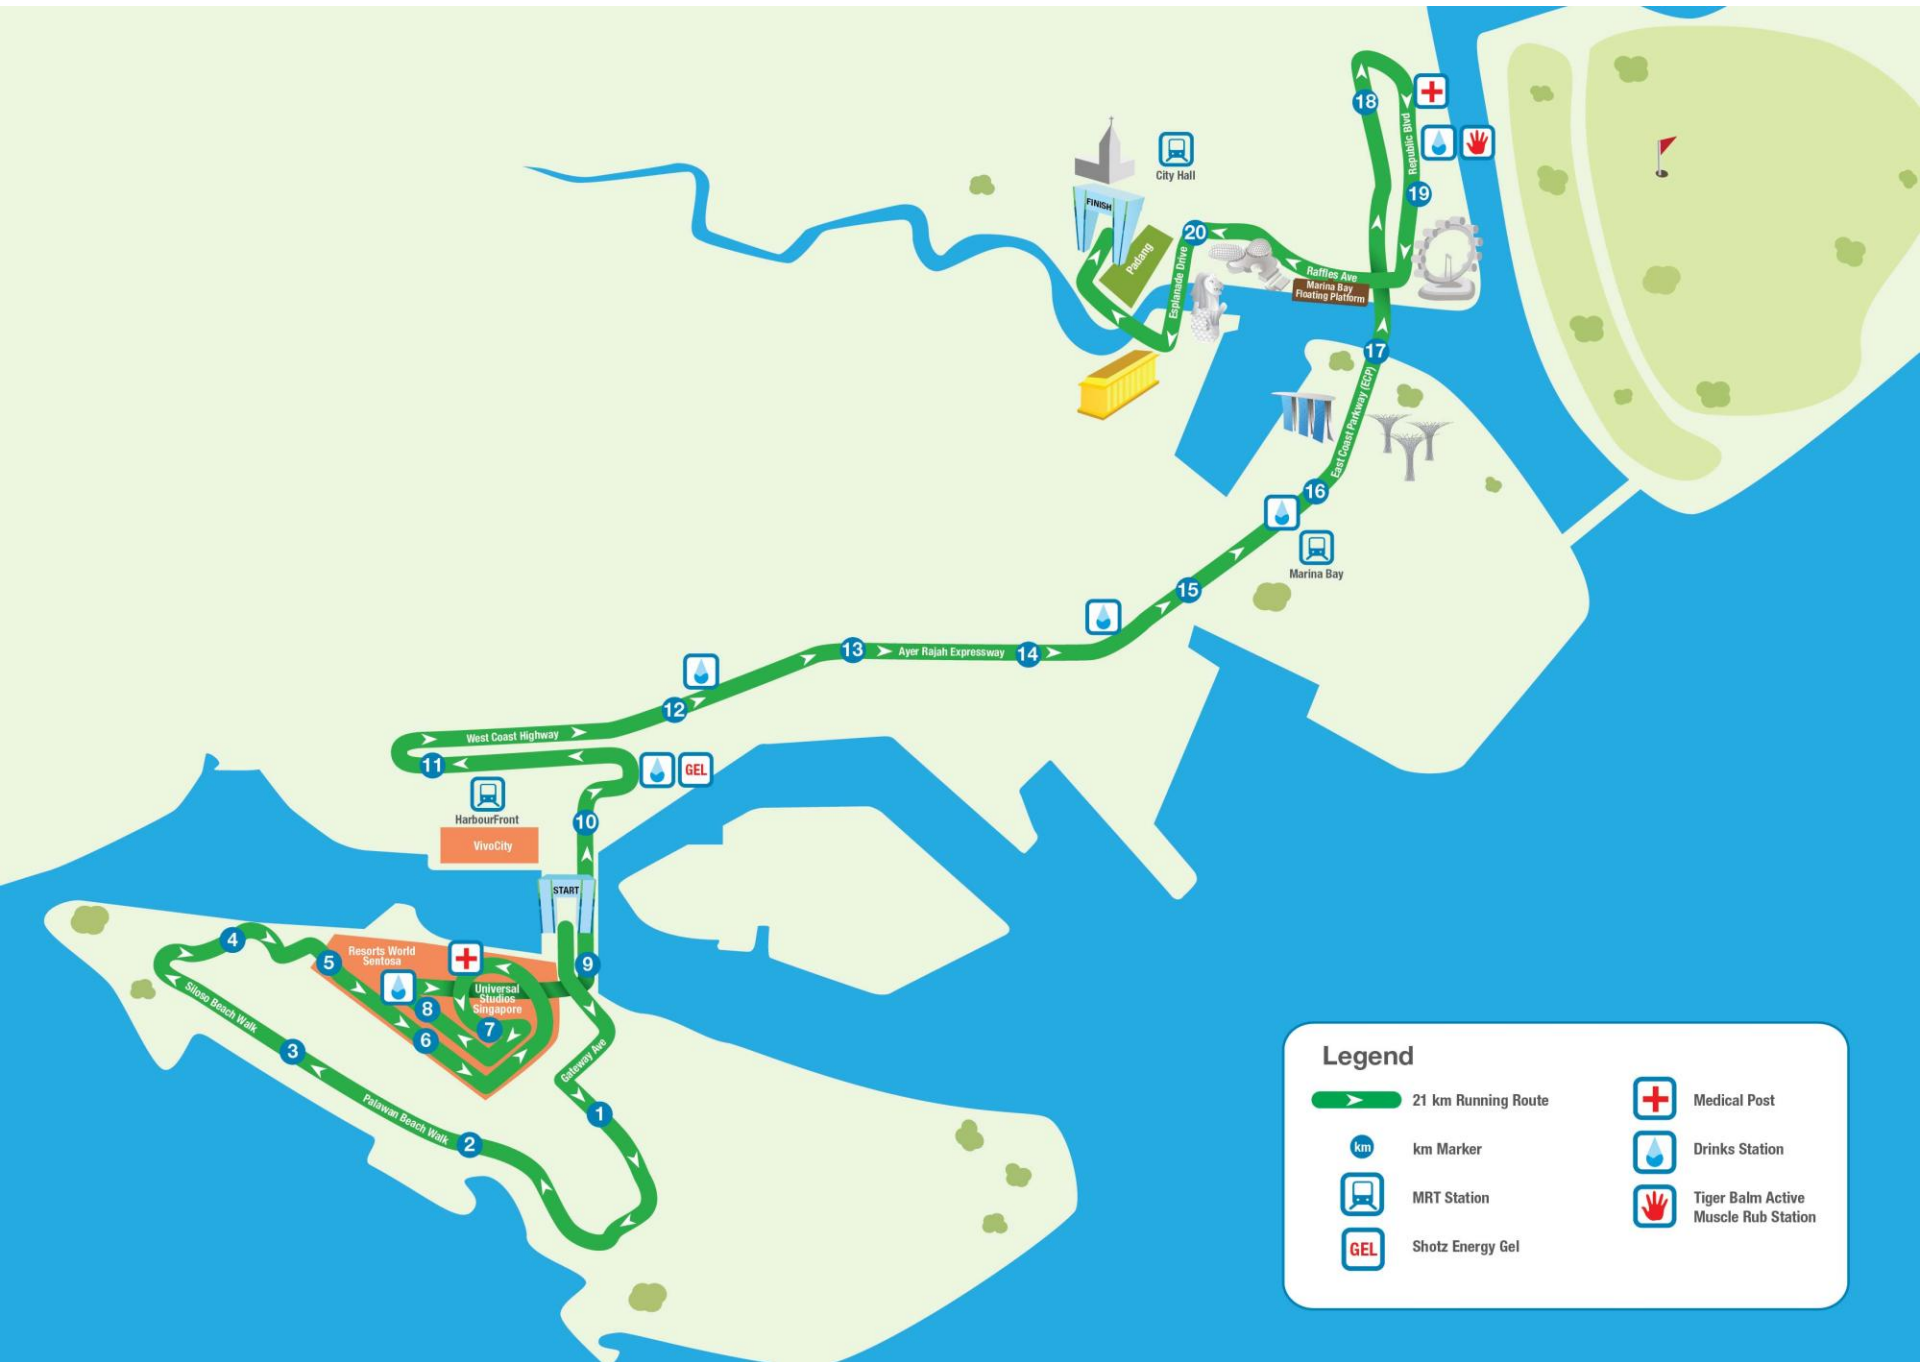 18
Republic Blvd
City Hall
19
FINISH
20
Padang
Esplanade Drive
Raffles Ave
Marina Bay
Floating Platform
17
East Coast Parkway (ECP)
16
Marina Bay
15
13
Ayer Rajah Expressway
14
12
West Coast Highway
11
GEL
HarbourFront
10
VivoCity
START
4
Resorts World
Sentosa
5
9
Siloso Beach Walk
Universal
Studios
Singapore
8
7
6
3
Gateway Ave
Palawan Beach Walk
1
2
Legend
21 km Running Route
km
km Marker
MRT Station
GEL
Shotz Energy Gel
Medical Post
Drinks Station
Tiger Balm Active
Muscle Rub Station